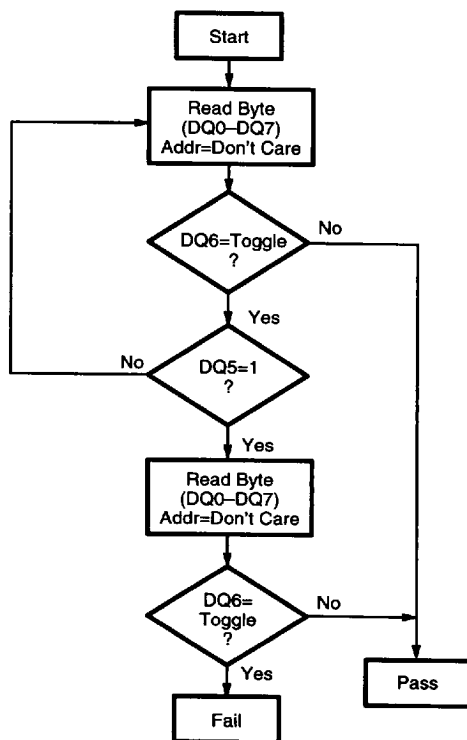 Start
Read Byte
(DQ0–DQ7)
Addr=Don't Care
DQ6=Toggle
?
No
Yes
DQ5=1
?
No
Yes
Read Byte
(DQ0–DQ7)
Addr=Don't Care
DQ6=
Toggle
?
No
Yes
Pass
Fail